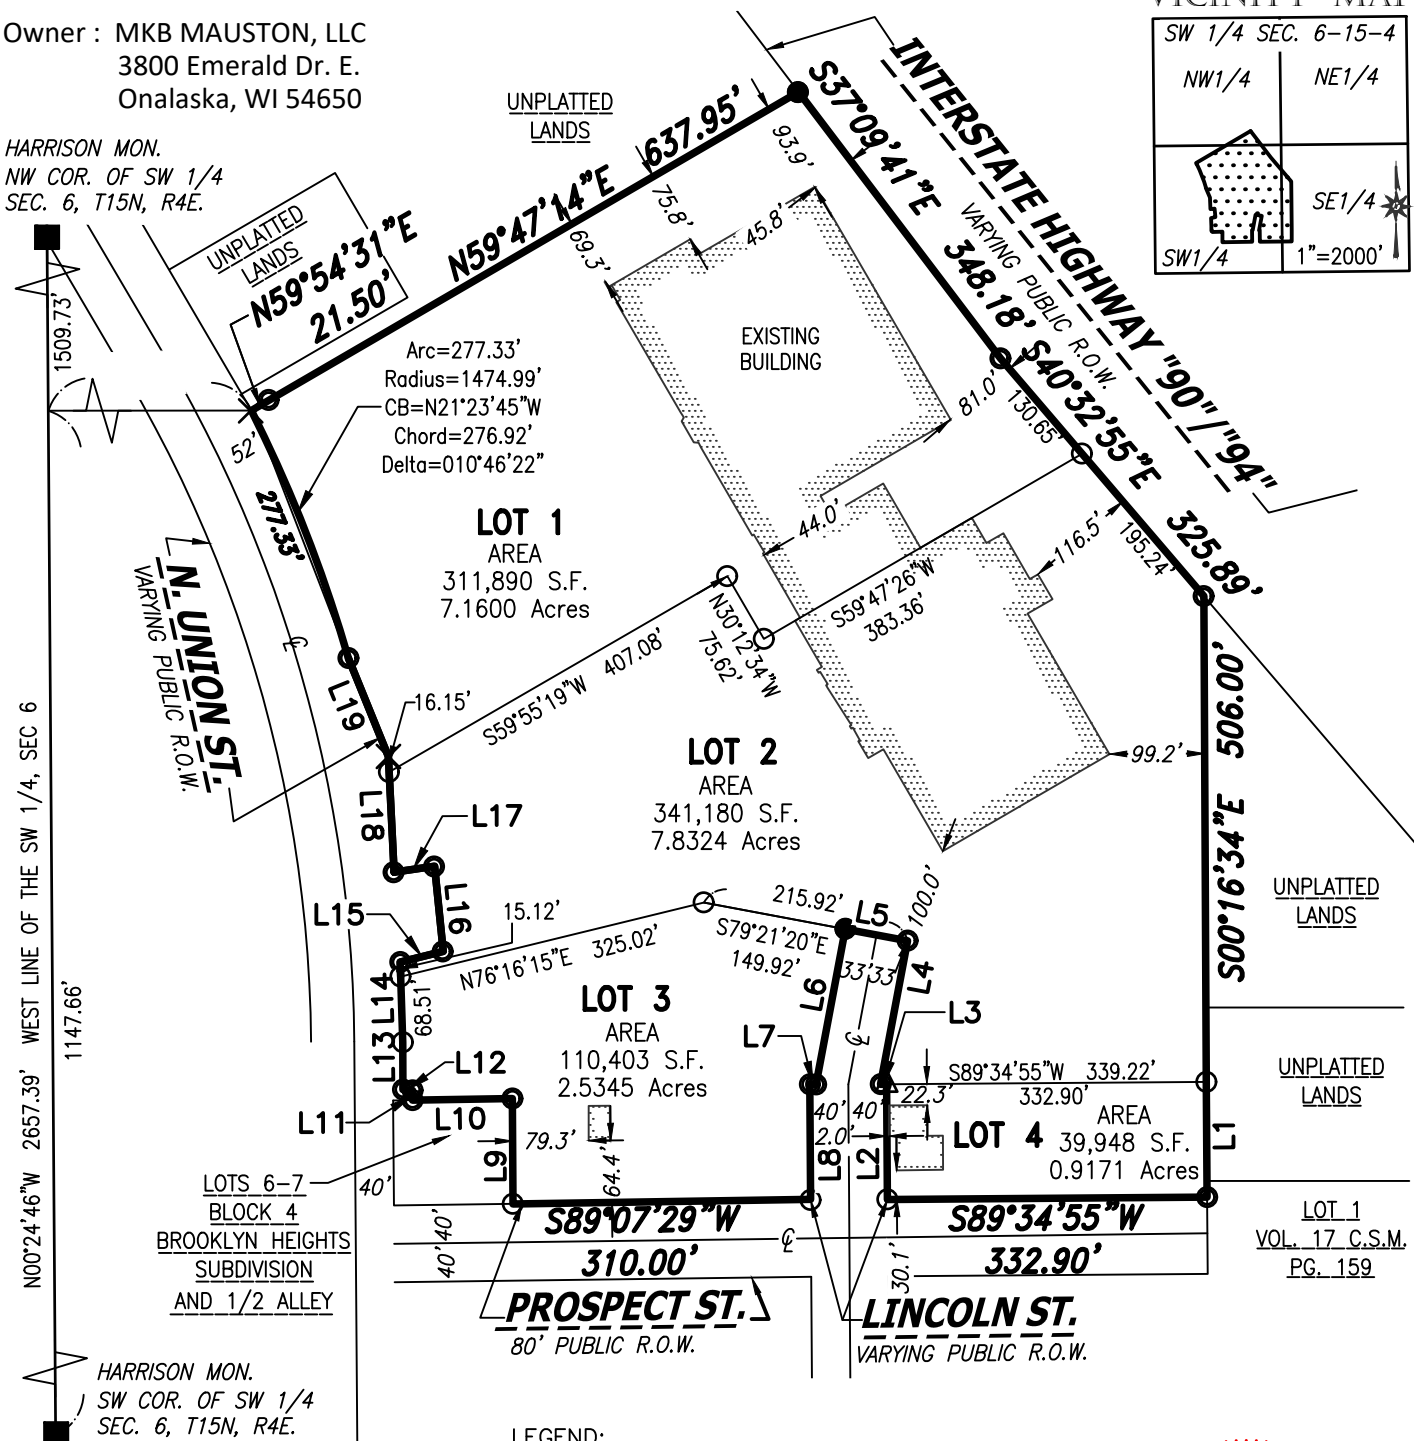 VICINITY MAP
Owner : MKB MAUSTON, LLC
3800 Emerald Dr. E.
Onalaska, WI 54650
SW 1/4 SEC. 6-15-4
NW1/4
NE1/4
SE1/4
SW1/4
1"=2000'
HARRISON MON.
NW COR. OF SW 1/4
SEC. 6, T15N, R4E.
UNPLATTED
LANDS
UNPLATTED
LANDS
N59°54'31"E
21.50'
N59°47'14"E 637.95'
93.9'
75.8'
69.3'
45.8'
S37°09'41"E 348.18'
INTERSTATE HIGHWAY "90"/"94"
VARYING PUBLIC R.O.W.
S40°32'55"E 325.89'
81.0'
130.65'
195.24'
116.5'
EXISTING
BUILDING
1509.73'
Arc=277.33'
Radius=1474.99'
CB=N21°23'45"W
Chord=276.92'
Delta=010°46'22"
52'
277.33'
LOT 1
AREA
311,890 S.F.
7.1600 Acres
44.0'
S59°47'26"W
383.36'
N30°12'34"W
75.62'
S59°55'19"W 407.08'
N. UNION ST.
VARYING PUBLIC R.O.W.
℄
L19
16.15'
LOT 2
AREA
341,180 S.F.
7.8324 Acres
99.2'
S00°16'34"E 506.00'
L18
L17
L16
L15
15.12'
N76°16'15"E 325.02'
215.92'
S79°21'20"E
149.92'
L5
100.0'
33'
33'
L6
L4
℄
L3
L7
UNPLATTED
LANDS
L14
68.51'
L13
L12
L11
L10
L9
LOT 3
AREA
110,403 S.F.
2.5345 Acres
79.3'
64.4'
S89°34'55"W 339.22'
332.90'
22.3'
40'
40'
2.0'
L8
L2
LOT 4
AREA
39,948 S.F.
0.9171 Acres
L1
UNPLATTED
LANDS
N00°24'46"W 2657.39' WEST LINE OF THE SW 1/4, SEC 6
1147.66'
LOTS 6-7
BLOCK 4
BROOKLYN HEIGHTS
SUBDIVISION
AND 1/2 ALLEY
40'
40'
40'
S89°07'29"W
310.00'
℄
S89°34'55"W
332.90'
30.1'
LOT 1
VOL. 17 C.S.M.
PG. 159
PROSPECT ST.
80' PUBLIC R.O.W.
LINCOLN ST.
VARYING PUBLIC R.O.W.
HARRISON MON.
SW COR. OF SW 1/4
SEC. 6, T15N, R4E.
LEGEND: